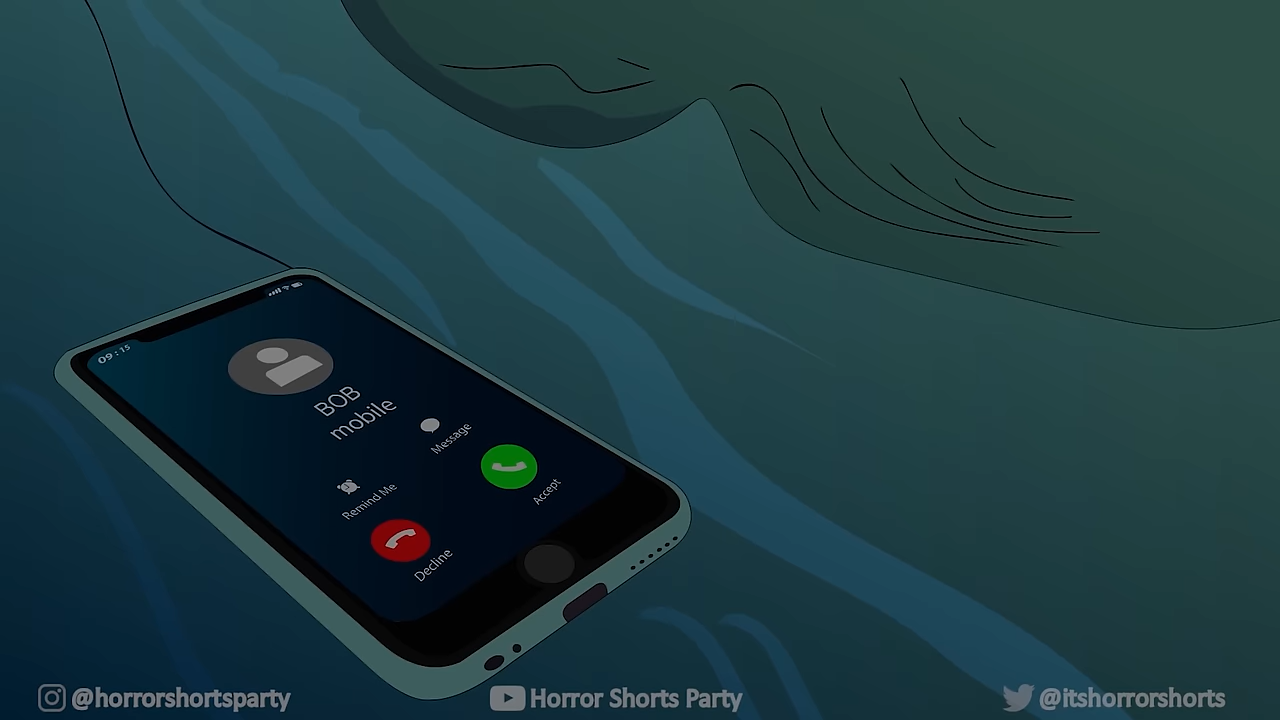 09:15
BOB
mobile
Message
Remind Me
Accept
Decline
@horrorshortsparty
Horror Shorts Party
@itshorrorshorts